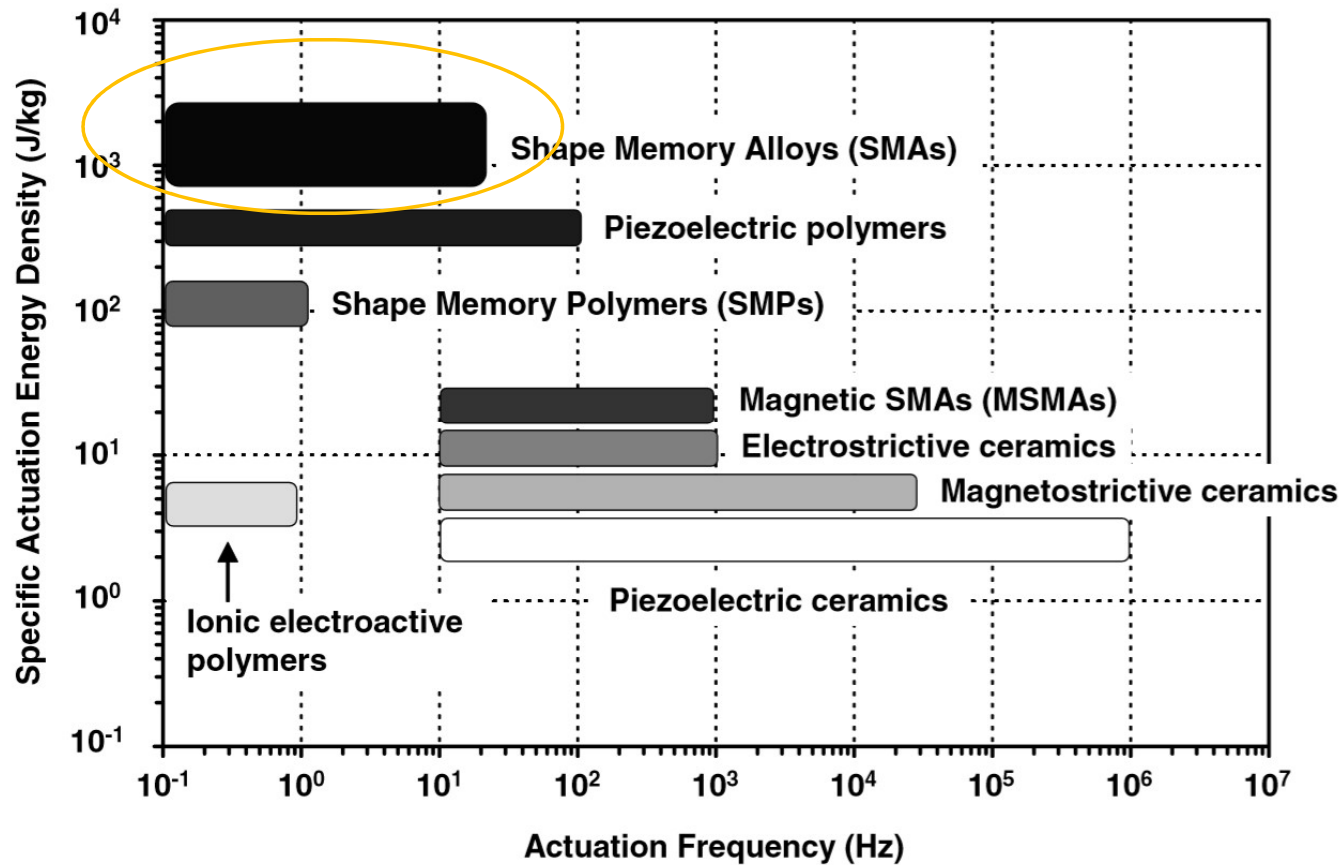 Specific Actuation Energy Density (J/kg)
10⁴
10³
10²
10¹
10⁰
10⁻¹
Shape Memory Alloys (SMAs)
Piezoelectric polymers
Shape Memory Polymers (SMPs)
Magnetic SMAs (MSMAs)
Electrostrictive ceramics
Magnetostrictive ceramics
Piezoelectric ceramics
Ionic electroactive
polymers
10⁻¹ 10⁰ 10¹ 10² 10³ 10⁴ 10⁵ 10⁶ 10⁷
Actuation Frequency (Hz)